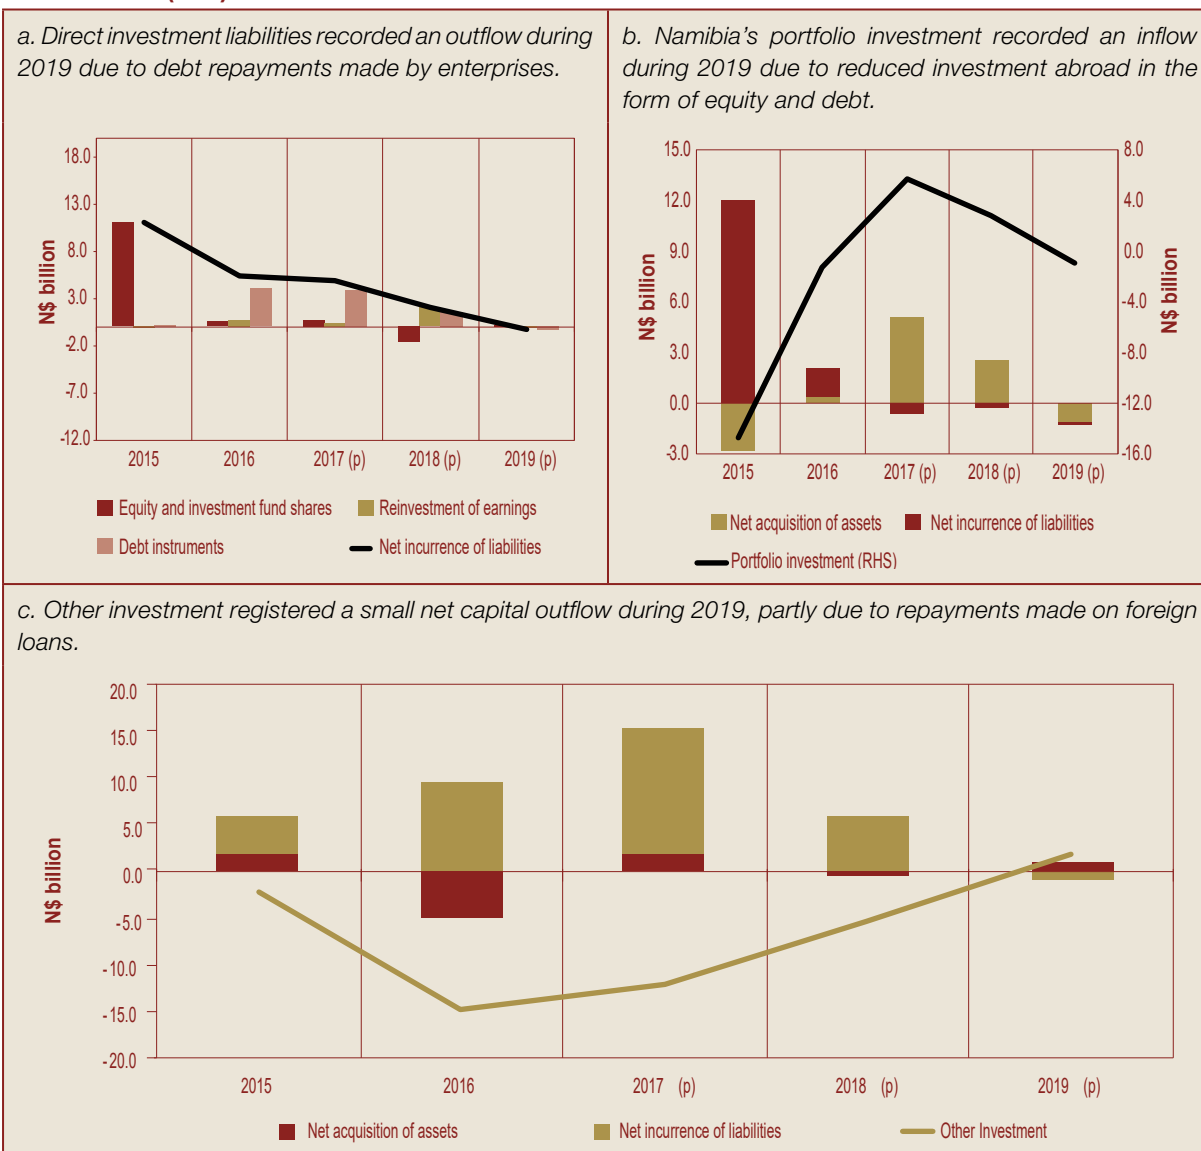 a. Direct investment liabilities recorded an outflow during
2019 due to debt repayments made by enterprises.
18.0
13.0
8.0
3.0
-2.0
-7.0
-12.0
N$ billion
2015 2016 2017 (p) 2018 (p) 2019 (p)
Equity and investment fund shares Reinvestment of earnings
Debt instruments Net incurrence of liabilities
b. Namibia's portfolio investment recorded an inflow
during 2019 due to reduced investment abroad in the
form of equity and debt.
15.0
12.0
9.0
6.0
3.0
0.0
-3.0
N$ billion
8.0
4.0
0.0
-4.0
-8.0
-12.0
-16.0
N$ billion
2015 2016 2017 (p) 2018 (p) 2019 (p)
Net acquisition of assets Net incurrence of liabilities
Portfolio investment (RHS)
c. Other investment registered a small net capital outflow during 2019, partly due to repayments made on foreign
loans.
20.0
15.0
10.0
5.0
0.0
-5.0
-10.0
-15.0
-20.0
N$ billion
2015 2016 2017 (p) 2018 (p) 2019 (p)
Net acquisition of assets Net incurrence of liabilities Other Investment